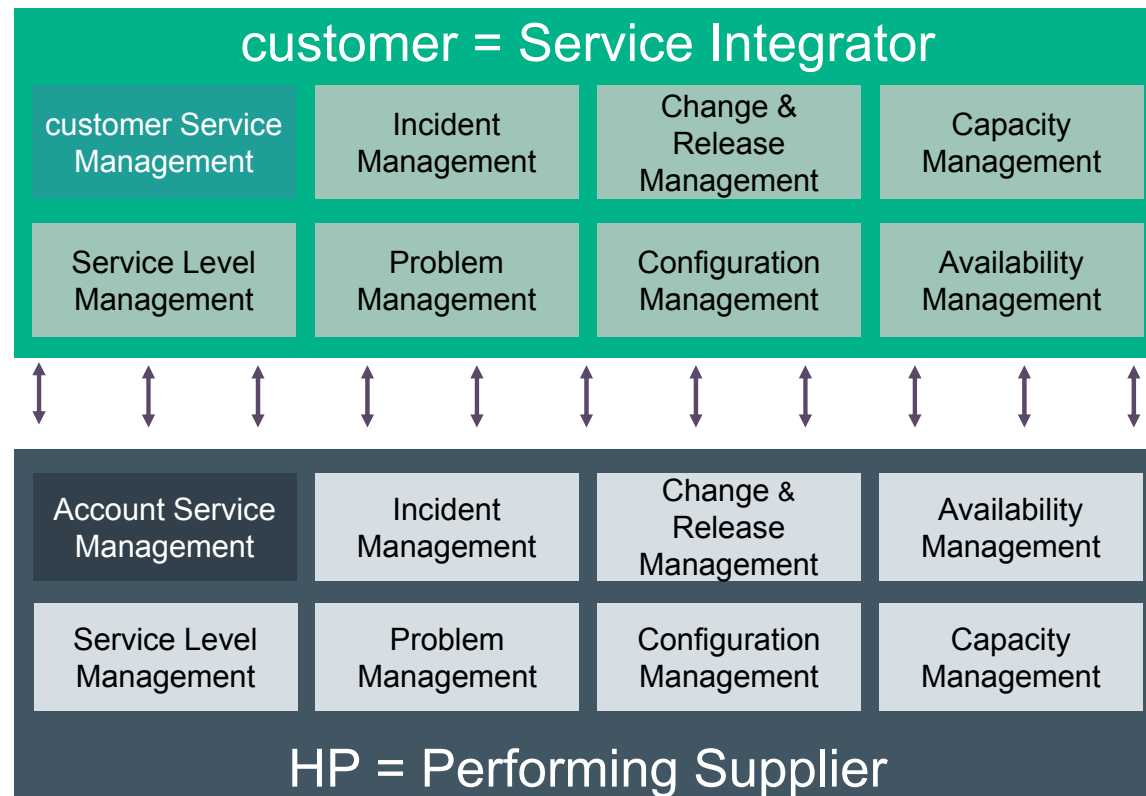 customer = Service Integrator
customer Service
Management
Incident
Management
Change &
Release
Management
Capacity
Management
Service Level
Management
Problem
Management
Configuration
Management
Availability
Management
Account Service
Management
Incident
Management
Change &
Release
Management
Availability
Management
Service Level
Management
Problem
Management
Configuration
Management
Capacity
Management
HP = Performing Supplier